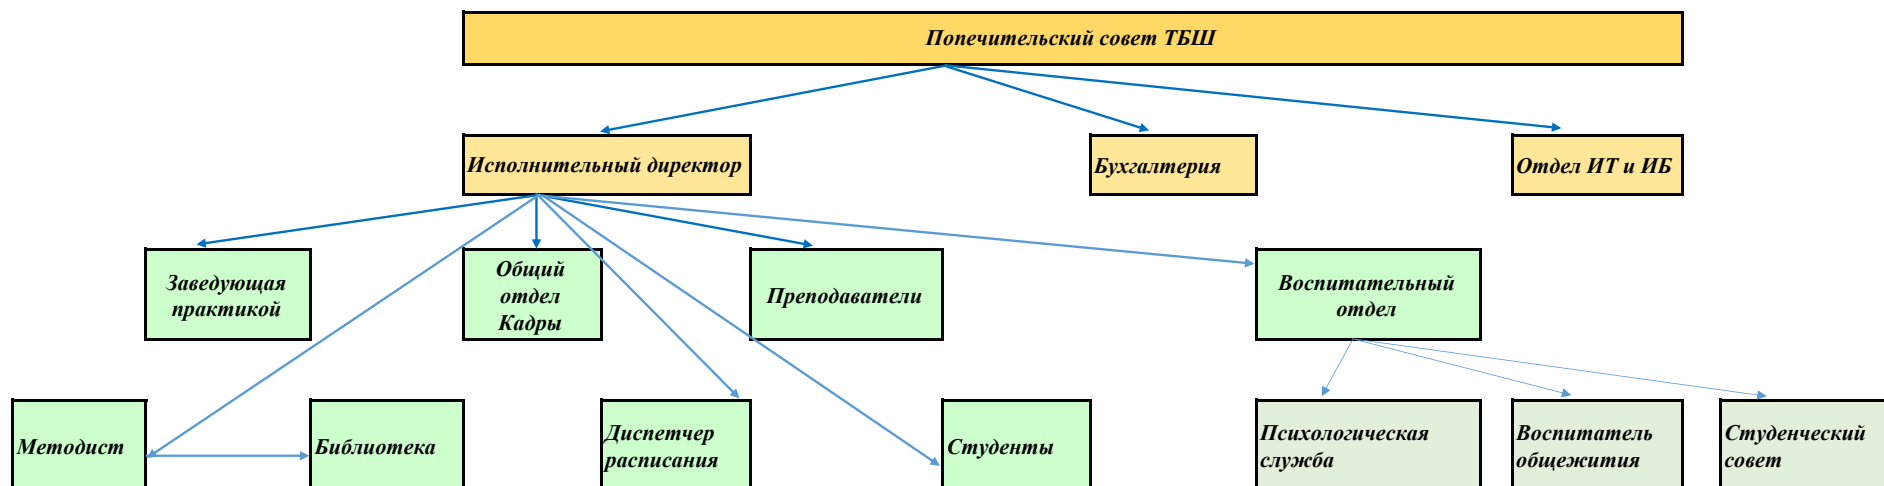 Попечительский совет ТБШ
Исполнительный директор
Бухгалтерия
Отдел ИТ и ИБ
Заведующая
практикой
Общий
отдел
Кадры
Преподаватели
Воспитательный
отдел
Методист
Библиотека
Диспетчер
расписания
Студенты
Психологическая
служба
Воспитатель
общежития
Студенческий
совет